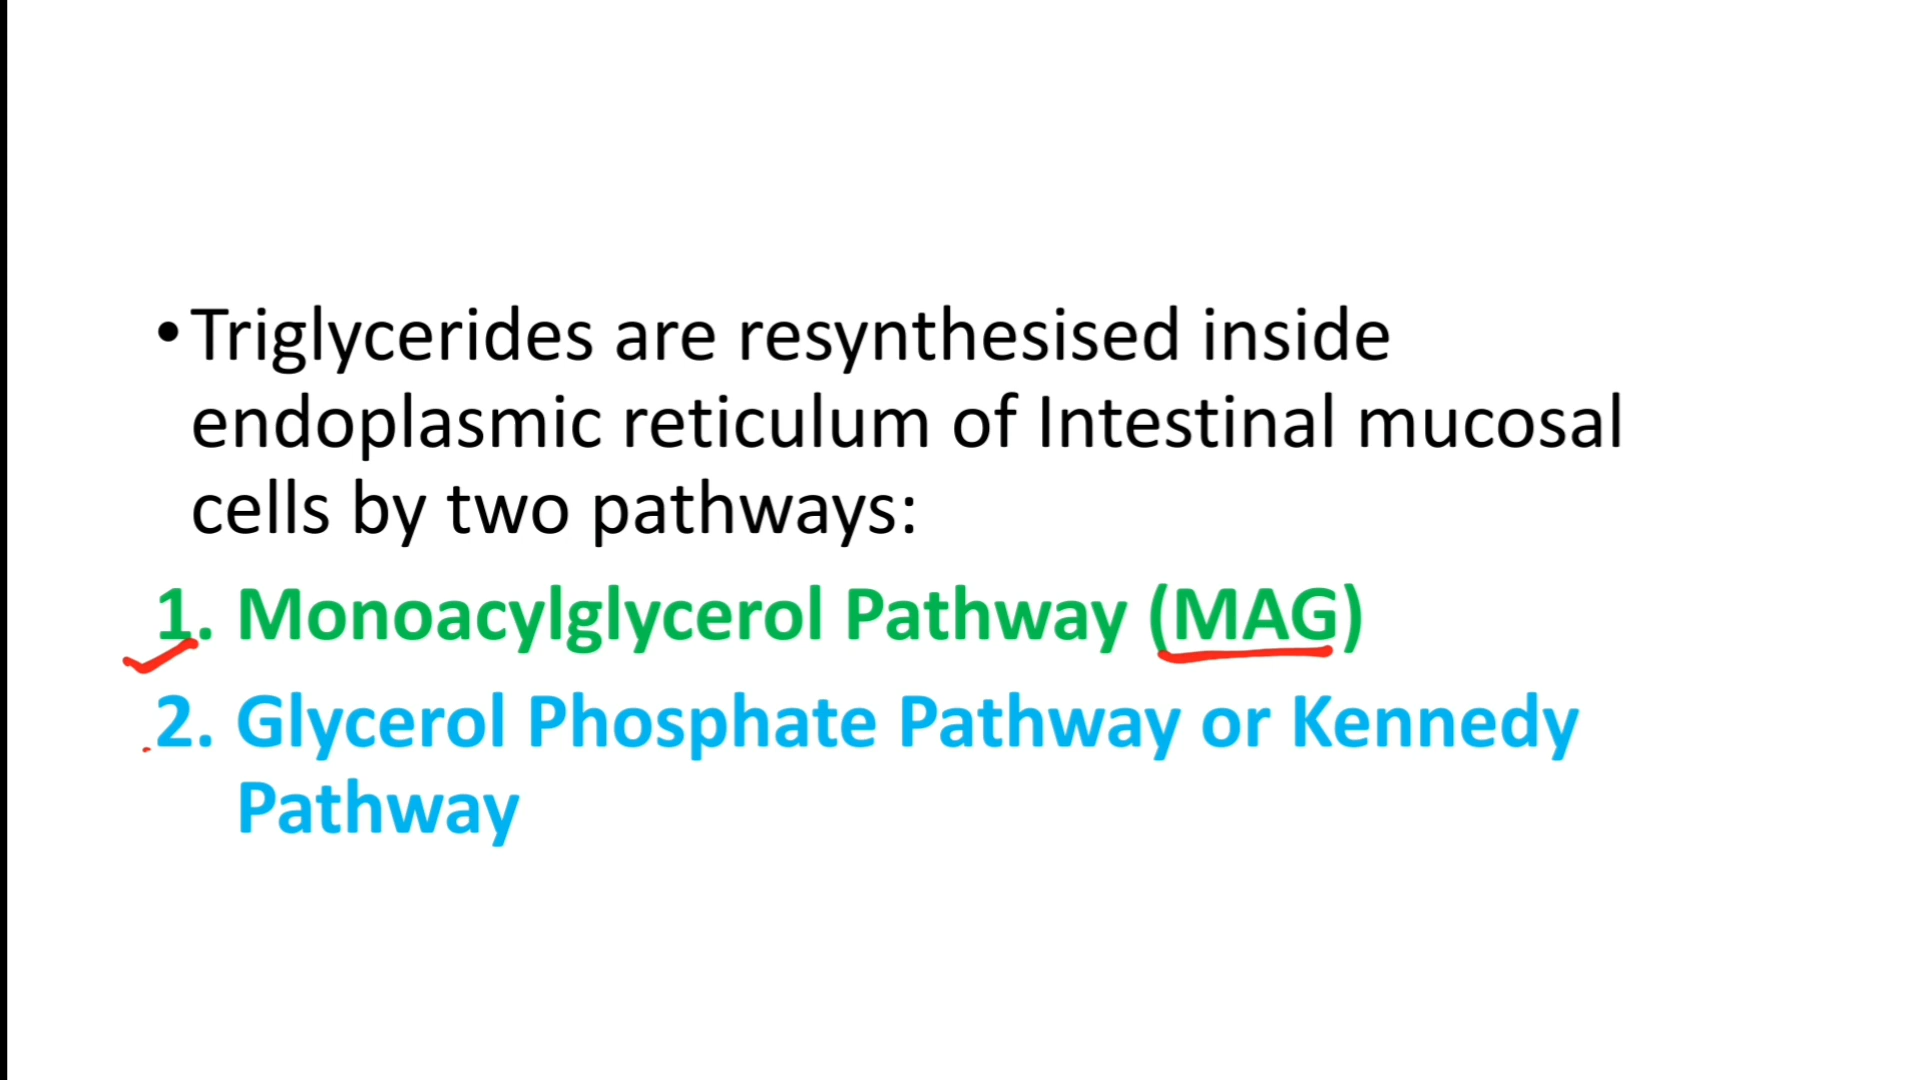 •Triglycerides are resynthesised inside
endoplasmic reticulum of Intestinal mucosal
cells by two pathways:
1. Monoacylglycerol Pathway (MAG)
2. Glycerol Phosphate Pathway or Kennedy
Pathway